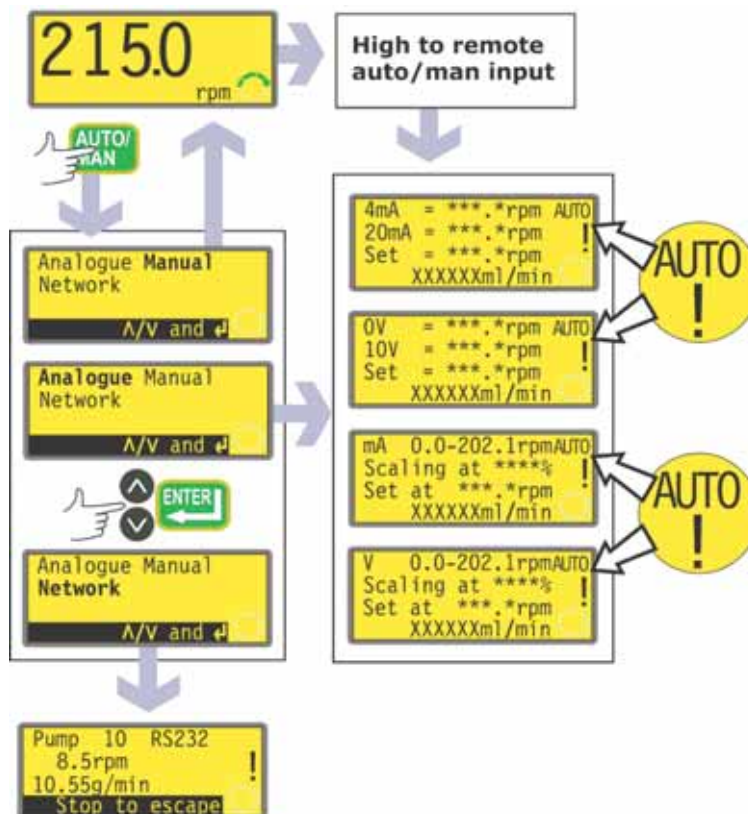 215.0
rpm
High to remote
auto/man input
AUTO/
MAN
Analogue Manual
Network
∧/∨ and ↵
Analogue Manual
Network
∧/∨ and ↵
ENTER
Analogue Manual
Network
∧/∨ and ↵
Pump 10 RS232
8.5rpm !
10.55g/min
Stop to escape
4mA = ***.*rpm AUTO
20mA = ***.*rpm !
Set = ***.*rpm
XXXXXXml/min
0V = ***.*rpm AUTO
10V = ***.*rpm !
Set = ***.*rpm
XXXXXXml/min
mA 0.0-202.1rpmAUTO
Scaling at ****% !
Set at ***.*rpm
XXXXXXml/min
V 0.0-202.1rpmAUTO
Scaling at ****% !
Set at ***.*rpm
XXXXXXml/min
AUTO
!
AUTO
!